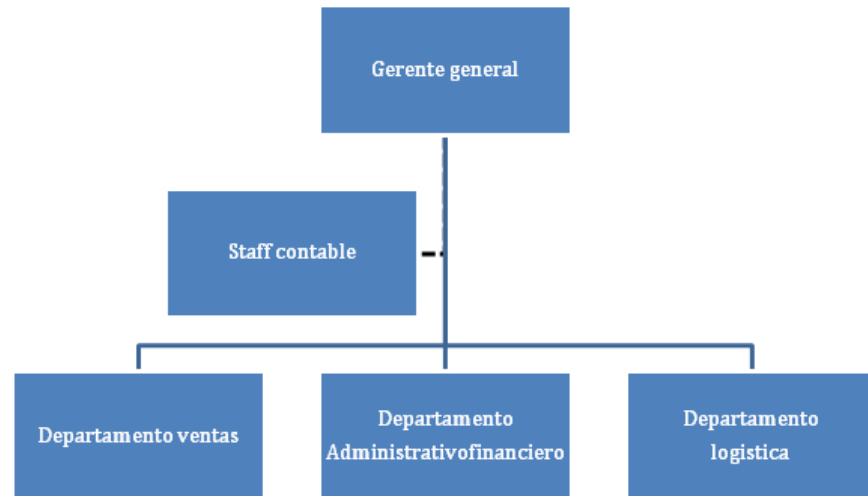 Gerente general
Staff contable
Departamento ventas
Departamento
Administrativofinanciero
Departamento
logistica